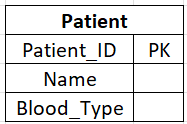 Patient
Patient_ID PK
Name
Blood_Type